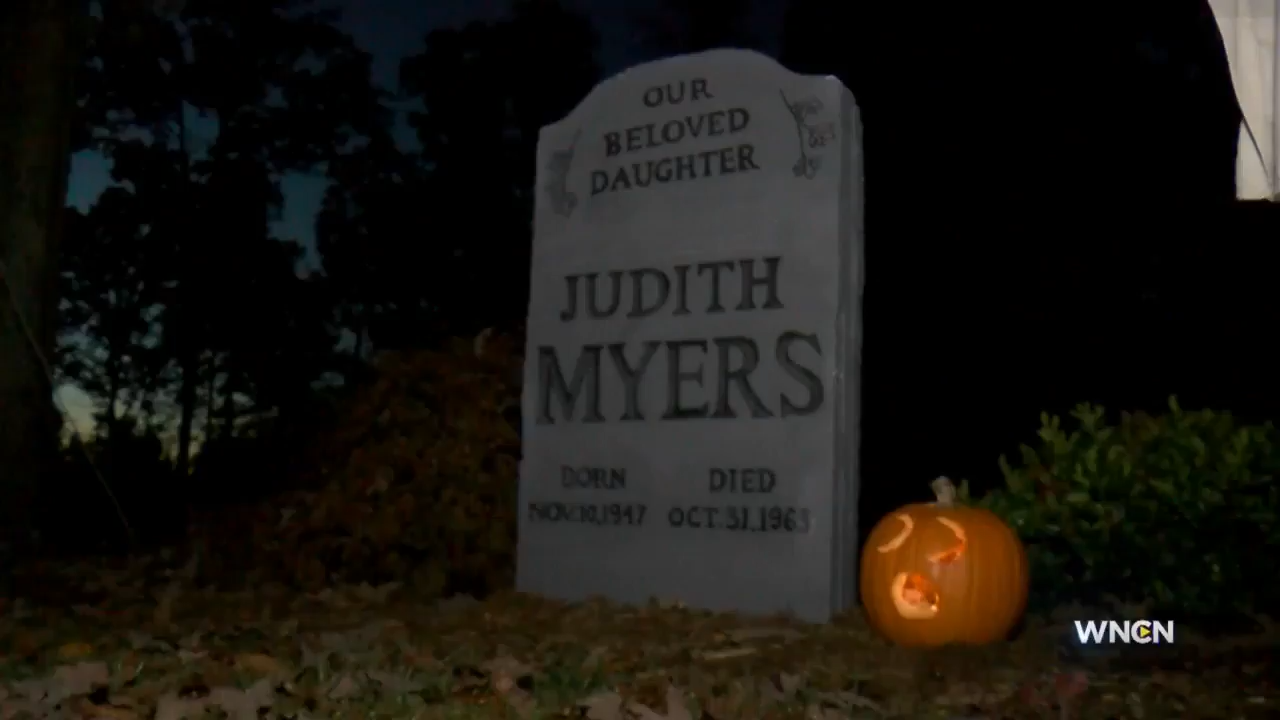 OUR
BELOVED
DAUGHTER
JUDITH
MYERS
BORN DIED
NOV.10,1947 OCT.31,1963
WNCN